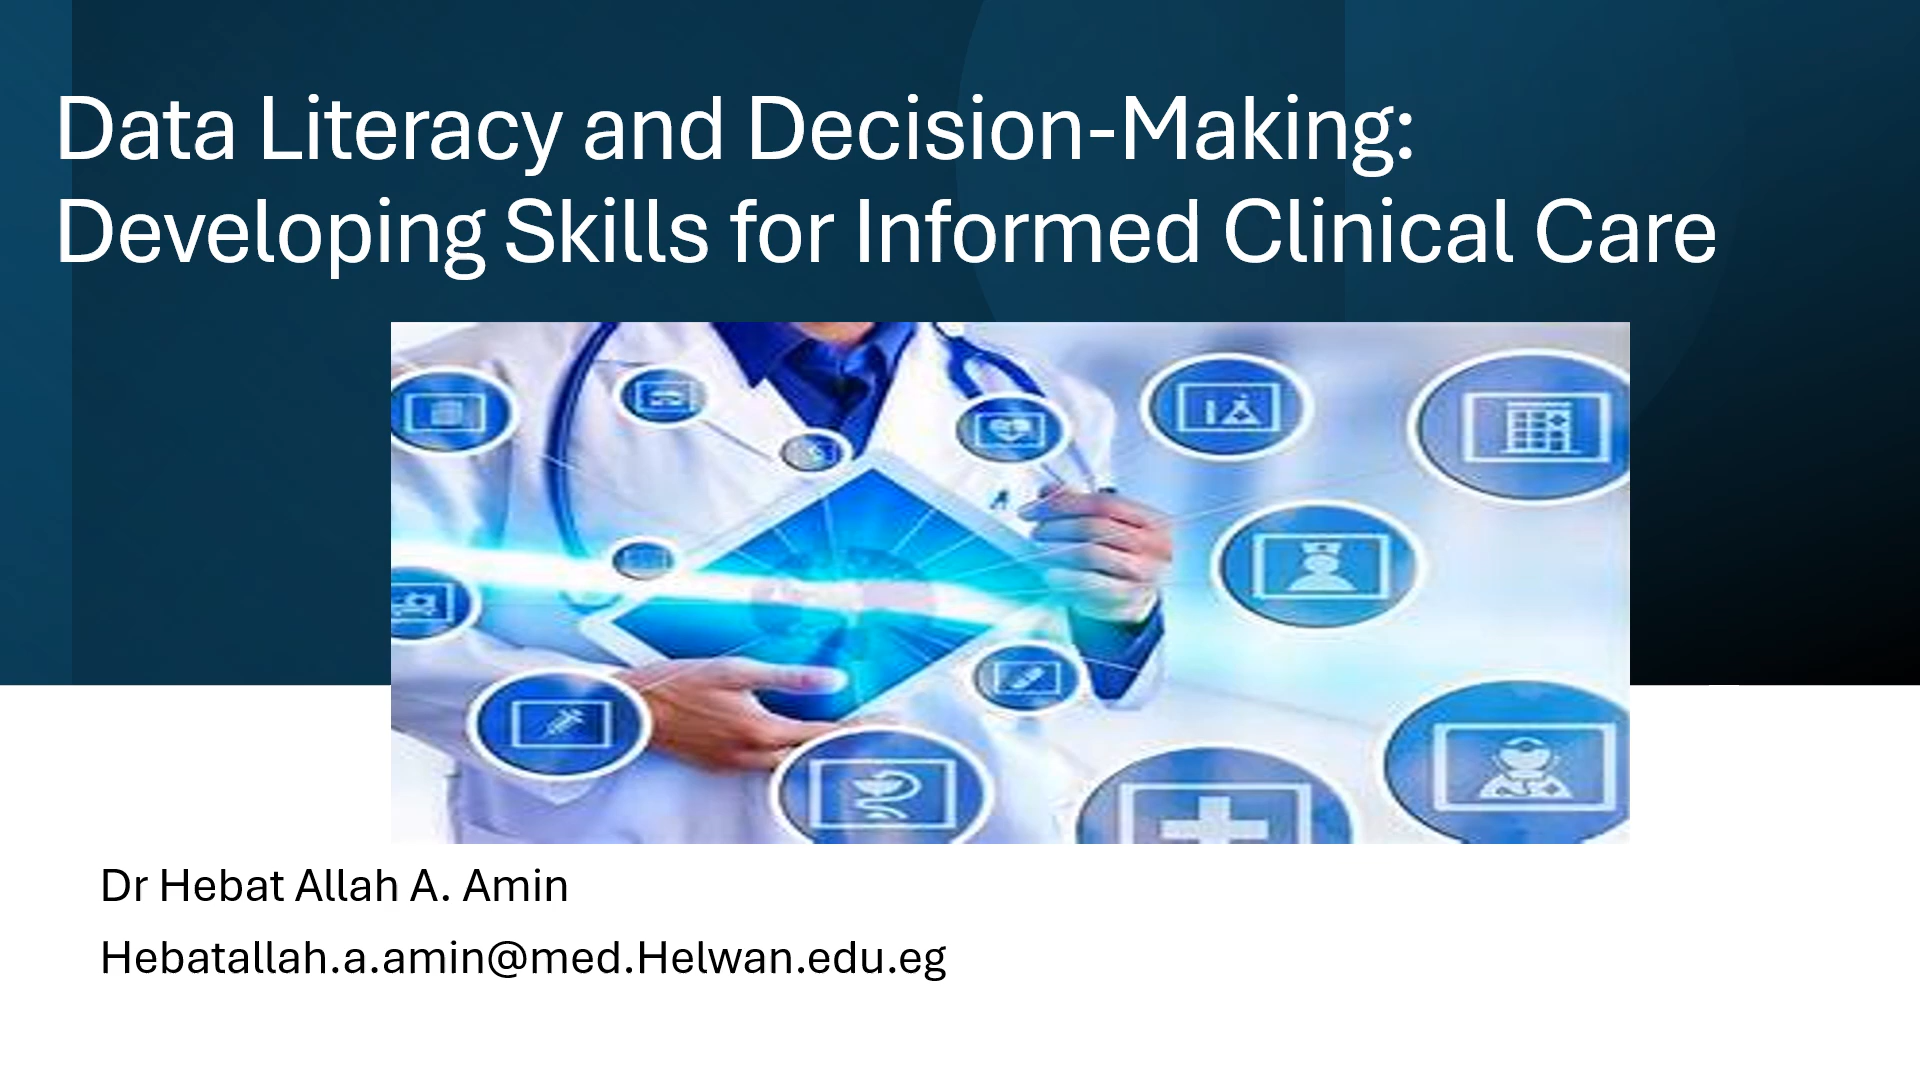 Data Literacy and Decision-Making:
Developing Skills for Informed Clinical Care
Dr Hebat Allah A. Amin
Hebatallah.a.amin@med.Helwan.edu.eg